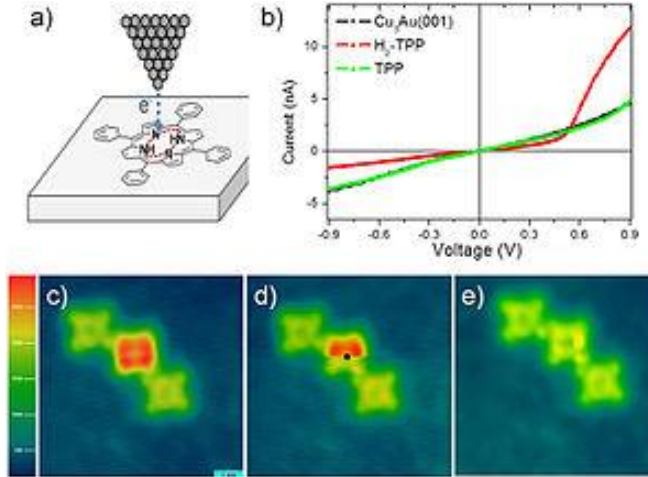 a)
e⁻
N
HN
NH
N
b)
Cu₃Au(001)
H₂-TPP
TPP
Current (nA)
10
5
0
-5
-0.9
-0.6
-0.3
0.0
0.3
0.6
0.9
Voltage (V)
c)
d)
e)